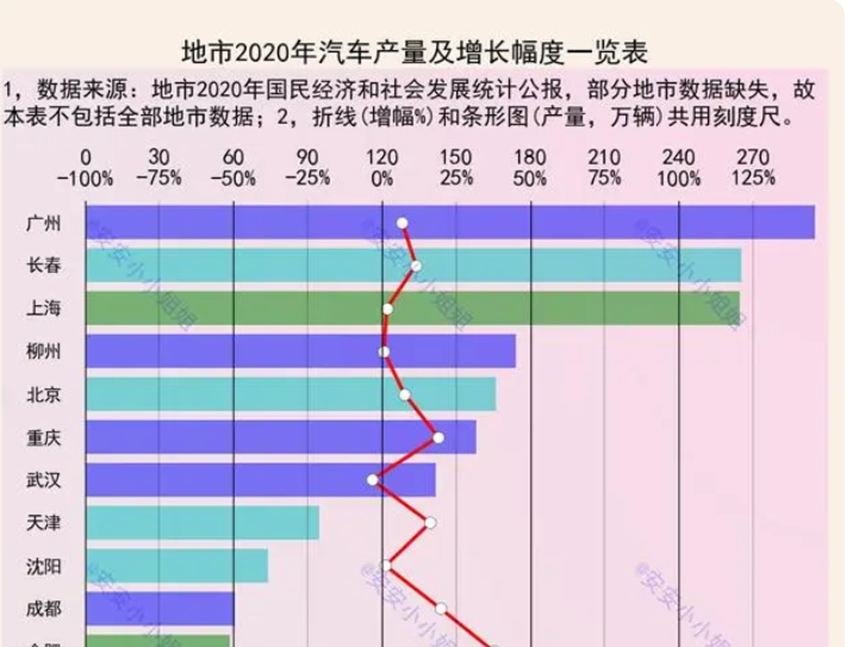 地市2020年汽车产量及增长幅度一览表
1，数据来源：地市2020年国民经济和社会发展统计公报，部分地市数据缺失，故
本表不包括全部地市数据；2，折线(增幅%)和条形图(产量，万辆)共用刻度尺。
0 30 60 90 120 150 180 210 240 270
-100% -75% -50% -25% 0% 25% 50% 75% 100% 125%
广州
长春
上海
柳州
北京
重庆
武汉
天津
沈阳
成都
@安安小小姐姐
@安安小小姐姐
@安安小小姐姐
@安安小小
@安安小小姐
@安安小小姐